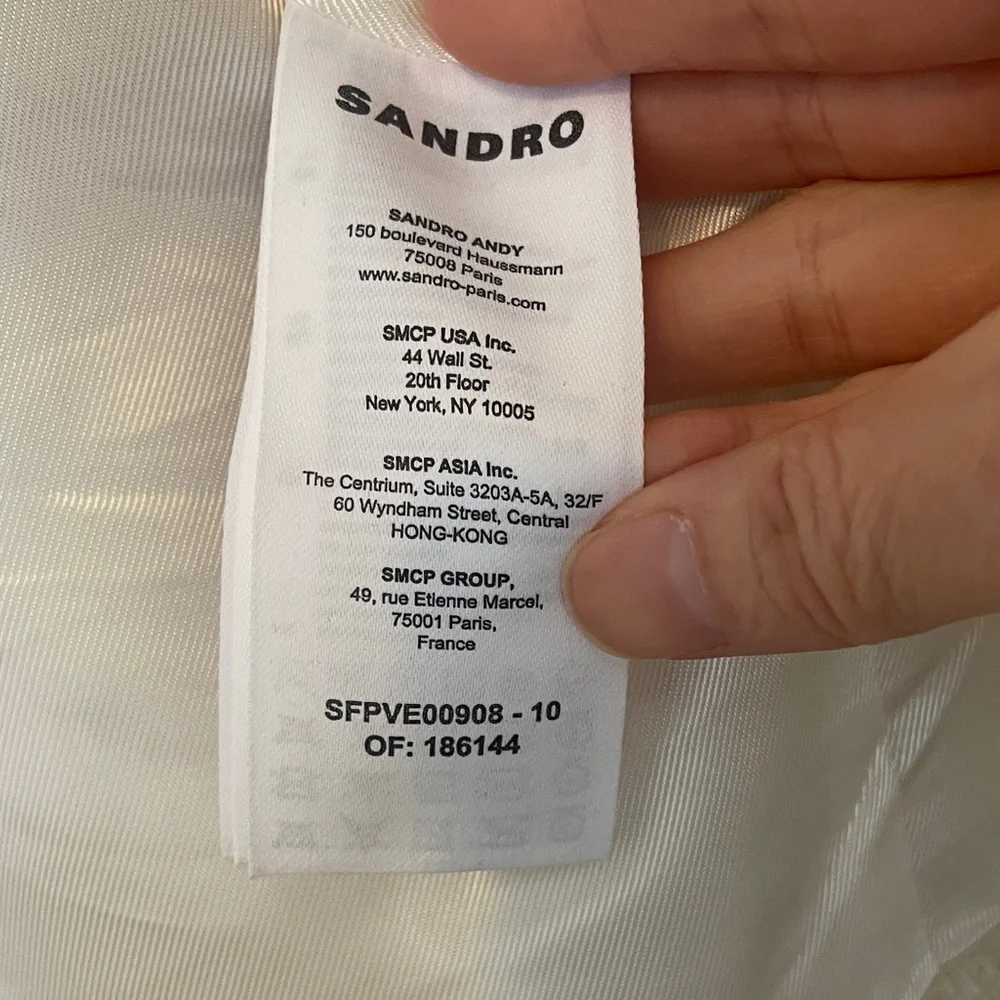 SANDRO
SANDRO ANDY
150 boulevard Haussmann
75008 Paris
www.sandro-paris.com
SMCP USA Inc.
44 Wall St.
20th Floor
New York, NY 10005
SMCP ASIA Inc.
The Centrium, Suite 3203A-5A, 32/F
60 Wyndham Street, Central
HONG-KONG
SMCP GROUP,
49, rue Etienne Marcel,
75001 Paris,
France
SFPVE00908 - 10
OF: 186144